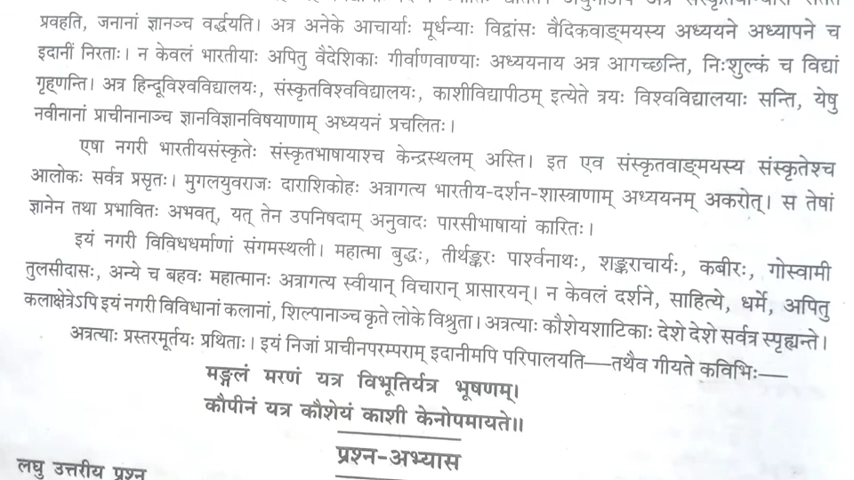 प्रवहति, जनानां ज्ञानञ्च वर्द्धयति। अत्र अनेके आचार्याः मूर्धन्याः विद्वांसः वैदिकवाङ्मयस्य अध्ययने अध्यापने च
इदानीं निरताः। न केवलं भारतीयाः अपितु वैदेशिकाः गीर्वाणवाण्याः अध्ययनाय अत्र आगच्छन्ति, निःशुल्कं च विद्यां
गृह्णन्ति। अत्र हिन्दूविश्वविद्यालयः, संस्कृतविश्वविद्यालयः, काशीविद्यापीठम् इत्येते त्रयः विश्वविद्यालयाः सन्ति, येषु
नवीनानां प्राचीनानाञ्च ज्ञानविज्ञानविषयाणाम् अध्ययनं प्रचलितः।
एषा नगरी भारतीयसंस्कृतेः संस्कृतभाषायाश्च केन्द्रस्थलम् अस्ति। इत एव संस्कृतवाङ्मयस्य संस्कृतेश्च
आलोकः सर्वत्र प्रसृतः। मुगलयुवराजः दाराशिकोहः अत्रागत्य भारतीय-दर्शन-शास्त्राणाम् अध्ययनम् अकरोत्। स तेषां
ज्ञानेन तथा प्रभावितः अभवत्, यत् तेन उपनिषदाम् अनुवादः पारसीभाषायां कारितः।
इयं नगरी विविधधर्माणां संगमस्थली। महात्मा बुद्धः, तीर्थङ्करः पार्श्वनाथः, शङ्कराचार्यः, कबीरः, गोस्वामी
तुलसीदासः, अन्ये च बहवः महात्मानः अत्रागत्य स्वीयान् विचारान् प्रासारयन्। न केवलं दर्शने, साहित्ये, धर्मे, अपितु
कलाक्षेत्रेऽपि इयं नगरी विविधानां कलानां, शिल्पानाञ्च कृते लोके विश्रुता। अत्रत्याः कौशेयशाटिकाः देशे देशे सर्वत्र स्पृह्यन्ते।
अत्रत्याः प्रस्तरमूर्तयः प्रथिताः। इयं निजां प्राचीनपरम्पराम् इदानीमपि परिपालयति—तथैव गीयते कविभिः—
मङ्गलं मरणं यत्र विभूतिर्यत्र भूषणम्।
कौपीनं यत्र कौशेयं काशी केनोपमायते॥
प्रश्न-अभ्यास
लघु उत्तरीय प्रश्न